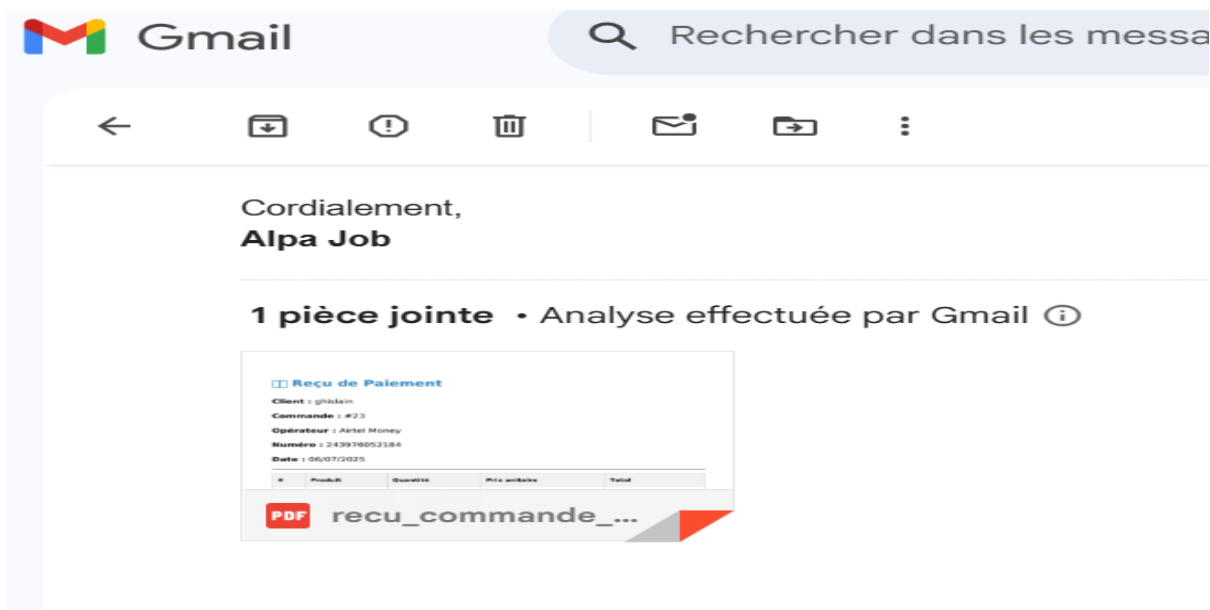 Gmail
Rechercher dans les messa
Cordialement,
Alpa Job
1 pièce jointe • Analyse effectuée par Gmail
Reçu de Paiement
Client : ghislain
Commande : #23
Opérateur : Airtel Money
Numéro : 243976052184
Date : 06/07/2025
# Produit Quantité Prix unitaire Total
PDF recu_commande_...